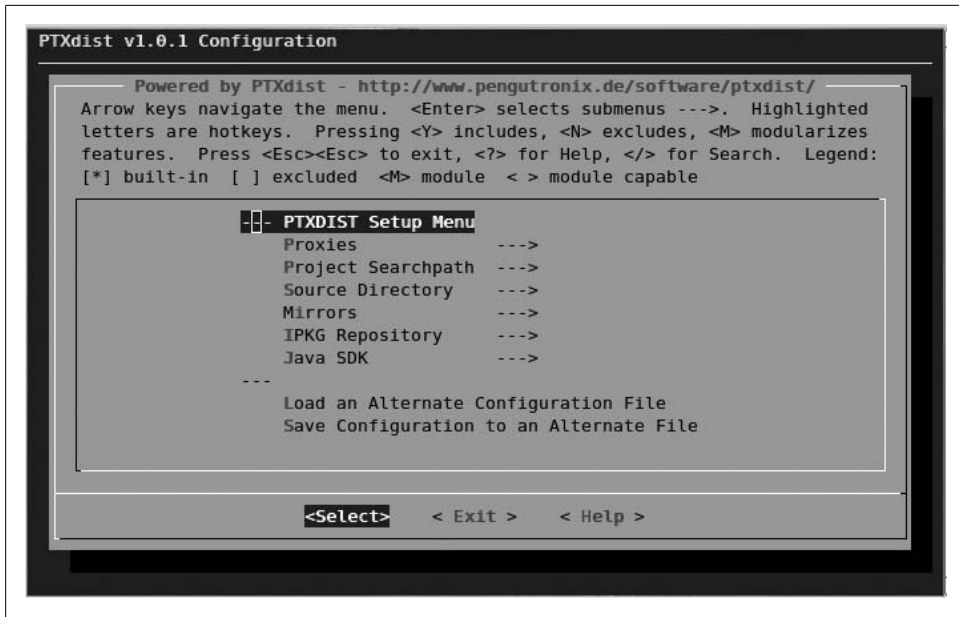 PTXdist v1.0.1 Configuration
Powered by PTXdist - http://www.pengutronix.de/software/ptxdist/
Arrow keys navigate the menu.  <Enter> selects submenus --->.  Highlighted
letters are hotkeys.  Pressing <Y> includes, <N> excludes, <M> modularizes
features.  Press <Esc><Esc> to exit, <?> for Help, </> for Search.  Legend:
[*] built-in  [ ] excluded  <M> module  < > module capable
--- PTXDIST Setup Menu
Proxies --->
Project Searchpath --->
Source Directory --->
Mirrors --->
IPKG Repository --->
Java SDK --->
---
Load an Alternate Configuration File
Save Configuration to an Alternate File
<Select> < Exit > < Help >